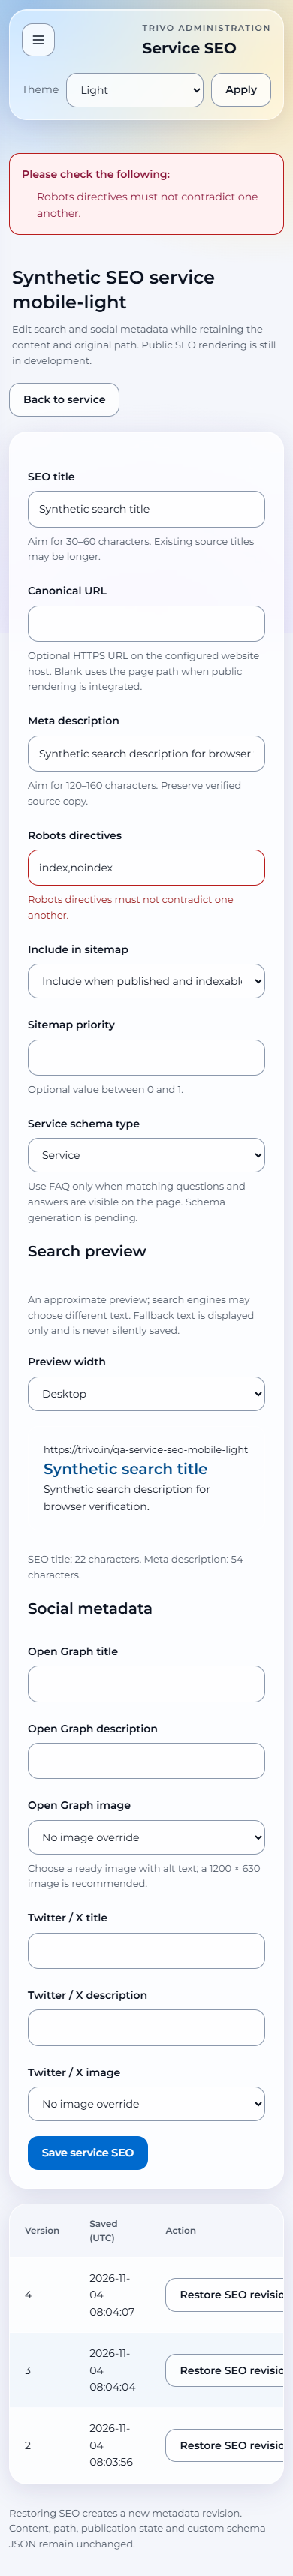 TRIVO ADMINISTRATION
Service SEO
Theme
Light
Apply
Please check the following:
Robots directives must not contradict one
another.
Synthetic SEO service
mobile-light
Edit search and social metadata while retaining the
content and original path. Public SEO rendering is still
in development.
Back to service
SEO title
Synthetic search title
Aim for 30–60 characters. Existing source titles
may be longer.
Canonical URL
Optional HTTPS URL on the configured website
host. Blank uses the page path when public
rendering is integrated.
Meta description
Synthetic search description for browser
Aim for 120–160 characters. Preserve verified
source copy.
Robots directives
index,noindex
Robots directives must not contradict one
another.
Include in sitemap
Include when published and indexable
Sitemap priority
Optional value between 0 and 1.
Service schema type
Service
Use FAQ only when matching questions and
answers are visible on the page. Schema
generation is pending.
Search preview
An approximate preview; search engines may
choose different text. Fallback text is displayed
only and is never silently saved.
Preview width
Desktop
https://trivo.in/qa-service-seo-mobile-light
Synthetic search title
Synthetic search description for
browser verification.
SEO title: 22 characters. Meta description: 54
characters.
Social metadata
Open Graph title
Open Graph description
Open Graph image
No image override
Choose a ready image with alt text; a 1200 × 630
image is recommended.
Twitter / X title
Twitter / X description
Twitter / X image
No image override
Save service SEO
Version
Saved
(UTC)
Action
4
2026-11-
04
08:04:07
Restore SEO revisio
3
2026-11-
04
08:04:04
Restore SEO revisio
2
2026-11-
04
08:03:56
Restore SEO revisio
Restoring SEO creates a new metadata revision.
Content, path, publication state and custom schema
JSON remain unchanged.